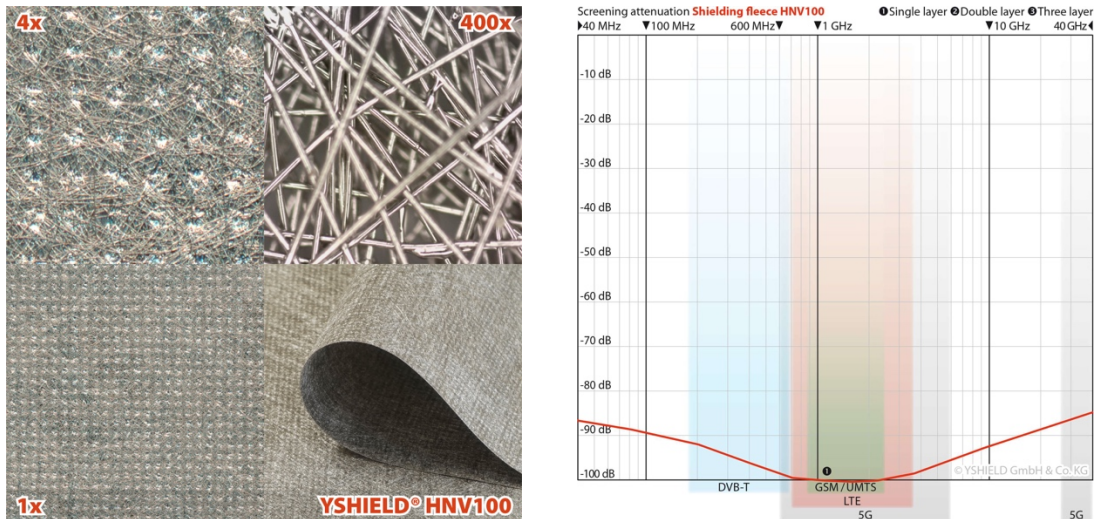 4x
400x
1x
YSHIELD® HNV100
Screening attenuation Shielding fleece HNV100
❶Single layer ❷Double layer ❸Three layer
40 MHz
100 MHz
600 MHz
1 GHz
10 GHz
40 GHz
-10 dB
-20 dB
-30 dB
-40 dB
-50 dB
-60 dB
-70 dB
-80 dB
-90 dB
-100 dB
❶
© YSHIELD GmbH & Co. KG
DVB-T
GSM/UMTS
LTE
5G
5G